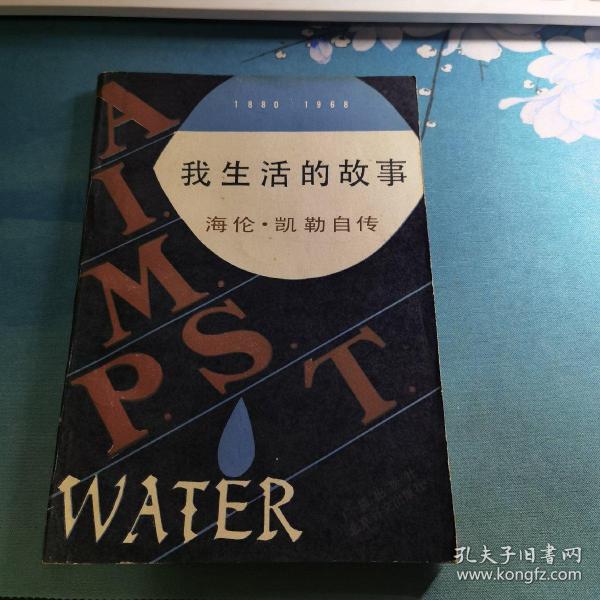 1880 1968
我生活的故事
海伦·凯勒自传
A.
I.
M.
P. S. T.
WATER
孔夫子旧书网
www.kongfz.com